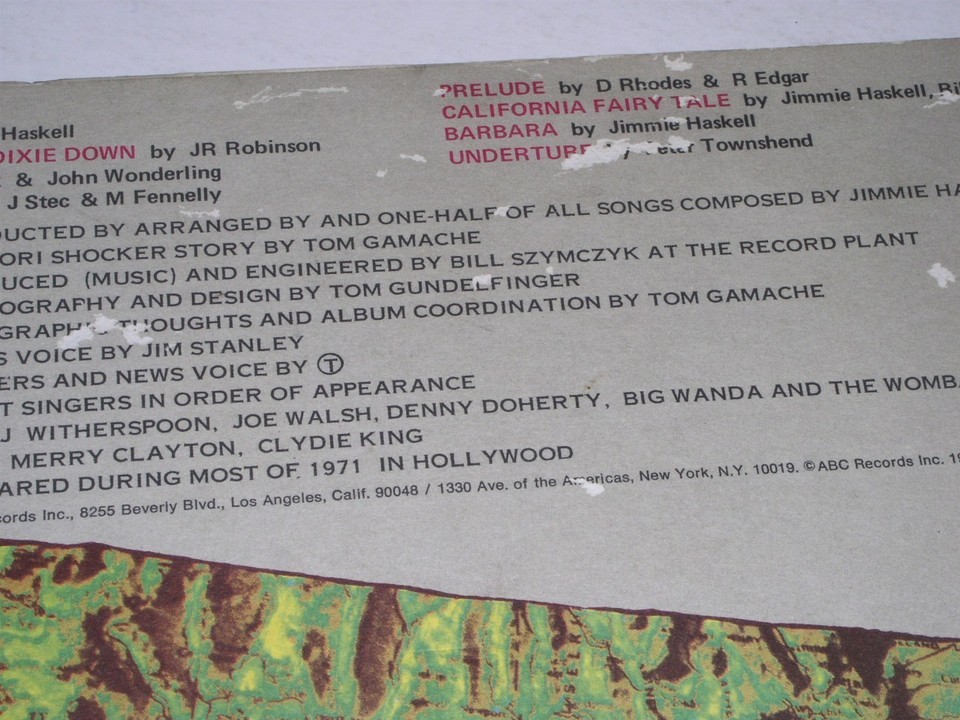 Haskell
DIXIE DOWN by JR Robinson
& John Wonderling
J Stec & M Fennelly
PRELUDE by D Rhodes & R Edgar
CALIFORNIA FAIRY TALE by Jimmie Haskell,
BARBARA by Jimmie Haskell
UNDERTURE by Peter Townshend
DUCTED BY ARRANGED BY AND ONE-HALF OF ALL SONGS COMPOSED BY JIMMIE HA
ORI SHOCKER STORY BY TOM GAMACHE
UCED (MUSIC) AND ENGINEERED BY BILL SZYMCZYK AT THE RECORD PLANT
OGRAPHY AND DESIGN BY TOM GUNDELFINGER
GRAPHIC THOUGHTS AND ALBUM COORDINATION BY TOM GAMACHE
S VOICE BY JIM STANLEY
ERS AND NEWS VOICE BY Ⓣ
T SINGERS IN ORDER OF APPEARANCE
J WITHERSPOON, JOE WALSH, DENNY DOHERTY, BIG WANDA AND THE WOMBA
MERRY CLAYTON, CLYDIE KING
ARED DURING MOST OF 1971 IN HOLLYWOOD
cords Inc., 8255 Beverly Blvd., Los Angeles, Calif. 90048 / 1330 Ave. of the Americas, New York, N.Y. 10019. ©ABC Records Inc. 19